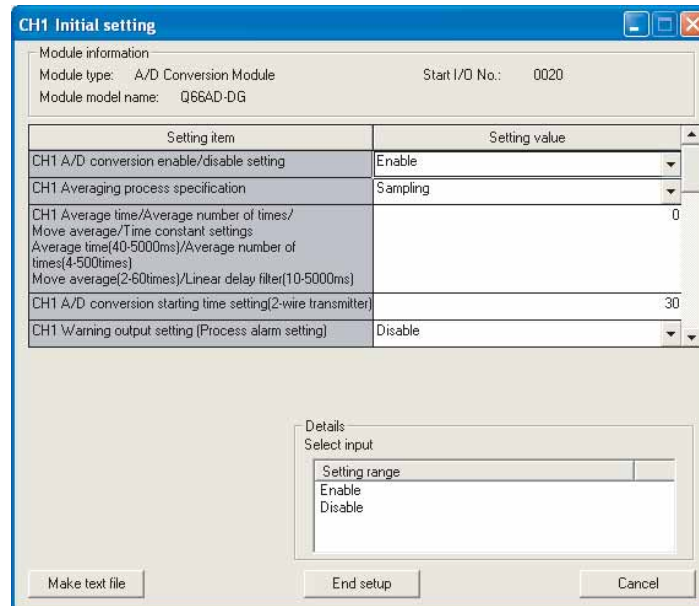 CH1 Initial setting
Module information
Module type: A/D Conversion Module Start I/O No.: 0020
Module model name: Q66AD-DG
Setting item Setting value
CH1 A/D conversion enable/disable setting Enable
CH1 Averaging process specification Sampling
CH1 Average time/Average number of times/ 0
Move average/Time constant settings
Average time(40-5000ms)/Average number of
times(4-500times)
Move average(2-60times)/Linear delay filter(10-5000ms)
CH1 A/D conversion starting time setting(2-wire transmitter) 30
CH1 Warning output setting (Process alarm setting) Disable
Details
Select input
Setting range
Enable
Disable
Make text file End setup Cancel